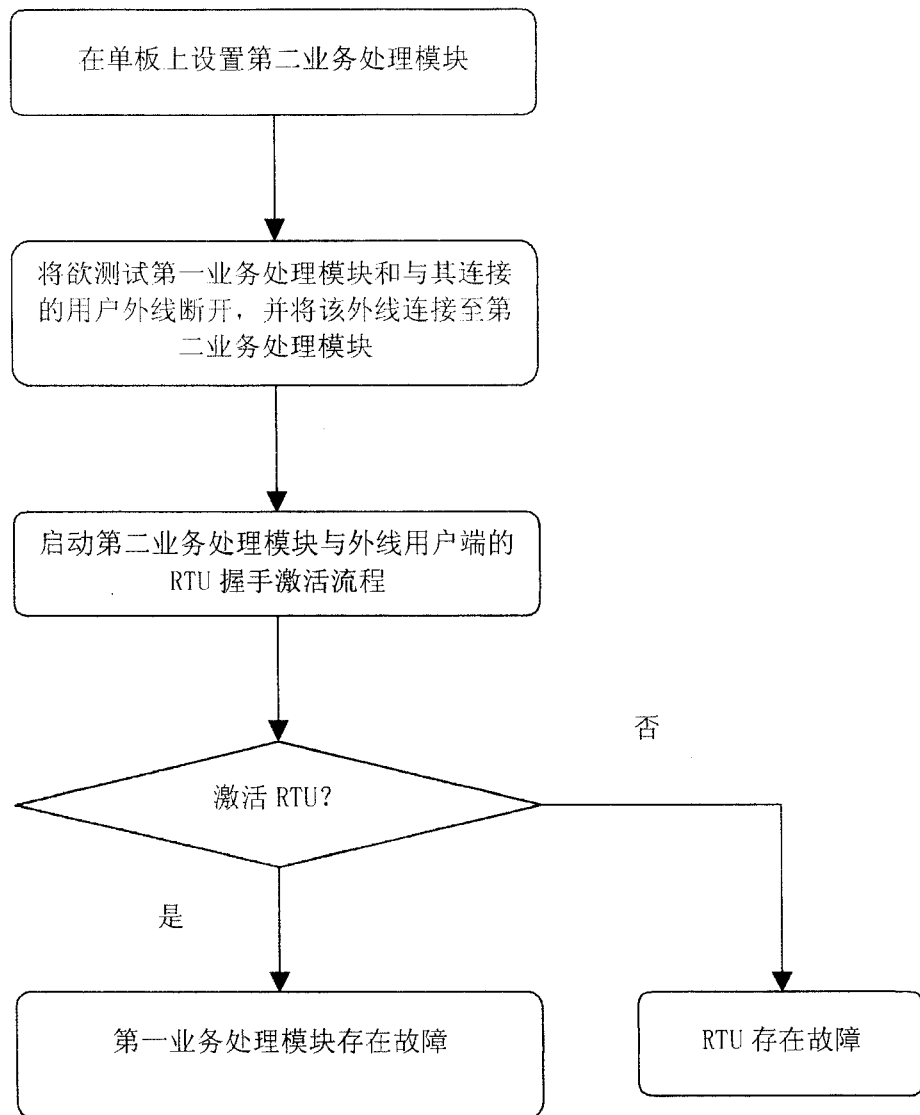 在单板上设置第二业务处理模块
将欲测试第一业务处理模块和与其连接
的用户外线断开，并将该外线连接至第
二业务处理模块
启动第二业务处理模块与外线用户端的
RTU 握手激活流程
否
激活 RTU?
是
第一业务处理模块存在故障
RTU 存在故障